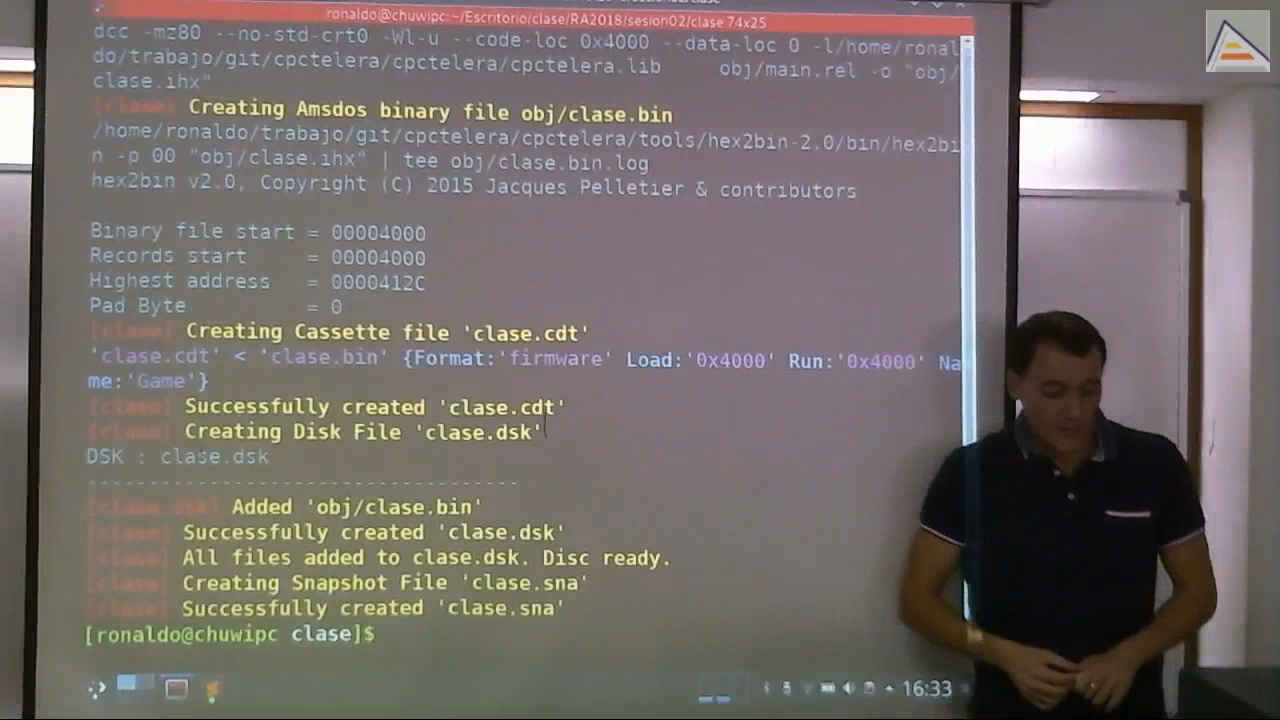 ronaldo@chuwipc:~/Escritorio/clase/RA2018/sesion02/clase 74x25
dcc -mz80 --no-std-crt0 -Wl-u --code-loc 0x4000 --data-loc 0 -l/home/ronal
do/trabajo/git/cpctelera/cpctelera/cpctelera.lib obj/main.rel -o "obj/
clase.ihx"
[clase] Creating Amsdos binary file obj/clase.bin
/home/ronaldo/trabajo/git/cpctelera/cpctelera/tools/hex2bin-2.0/bin/hex2bi
n -p 00 "obj/clase.ihx" | tee obj/clase.bin.log
hex2bin v2.0, Copyright (C) 2015 Jacques Pelletier & contributors
Binary file start = 00004000
Records start = 00004000
Highest address = 0000412C
Pad Byte = 0
[clase] Creating Cassette file 'clase.cdt'
'clase.cdt' < 'clase.bin' {Format:'firmware' Load:'0x4000' Run:'0x4000' Na
me:'Game'}
[clase] Successfully created 'clase.cdt'
[clase] Creating Disk File 'clase.dsk'
DSK : clase.dsk
------------------------------------
[clase.dsk] Added 'obj/clase.bin'
[clase] Successfully created 'clase.dsk'
[clase] All files added to clase.dsk. Disc ready.
[clase] Creating Snapshot File 'clase.sna'
[clase] Successfully created 'clase.sna'
[ronaldo@chuwipc clase]$
16:33